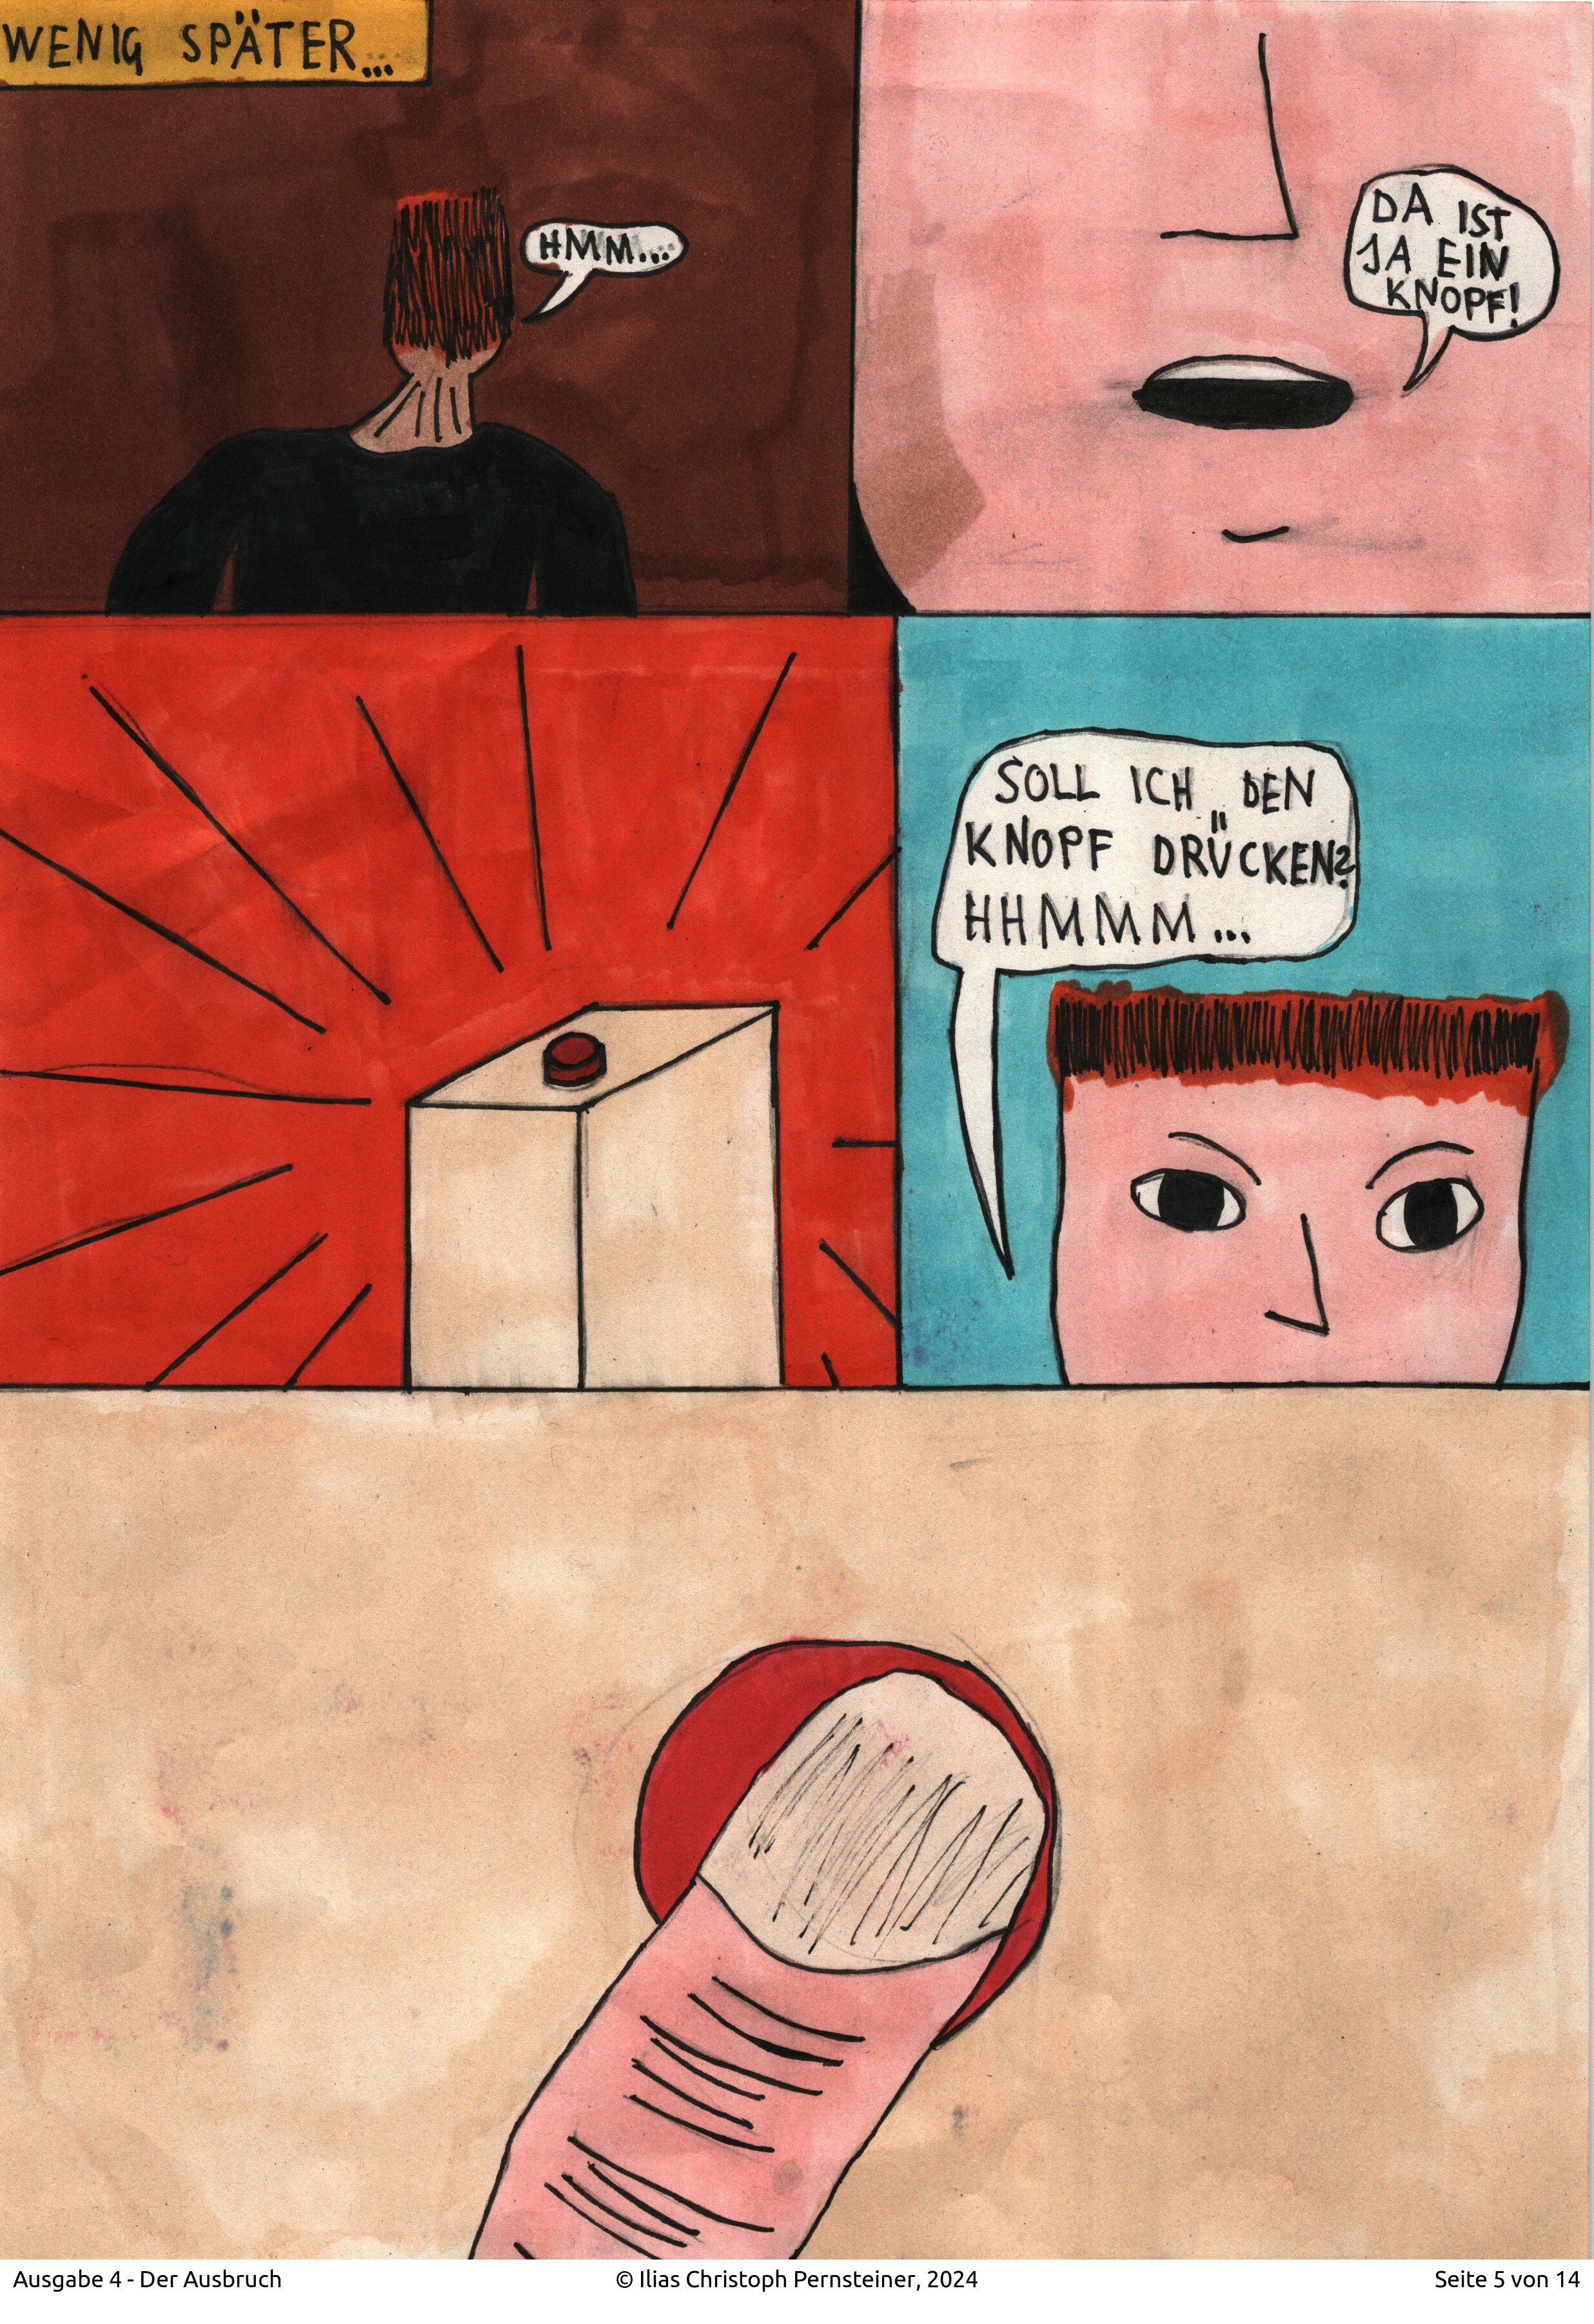 WENIG SPÄTER...
HMM...
DA IST
JA EIN
KNOPF!
SOLL ICH DEN
KNOPF DRÜCKEN?
HHMMM...
Ausgabe 4 - Der Ausbruch
© Ilias Christoph Pernsteiner, 2024
Seite 5 von 14